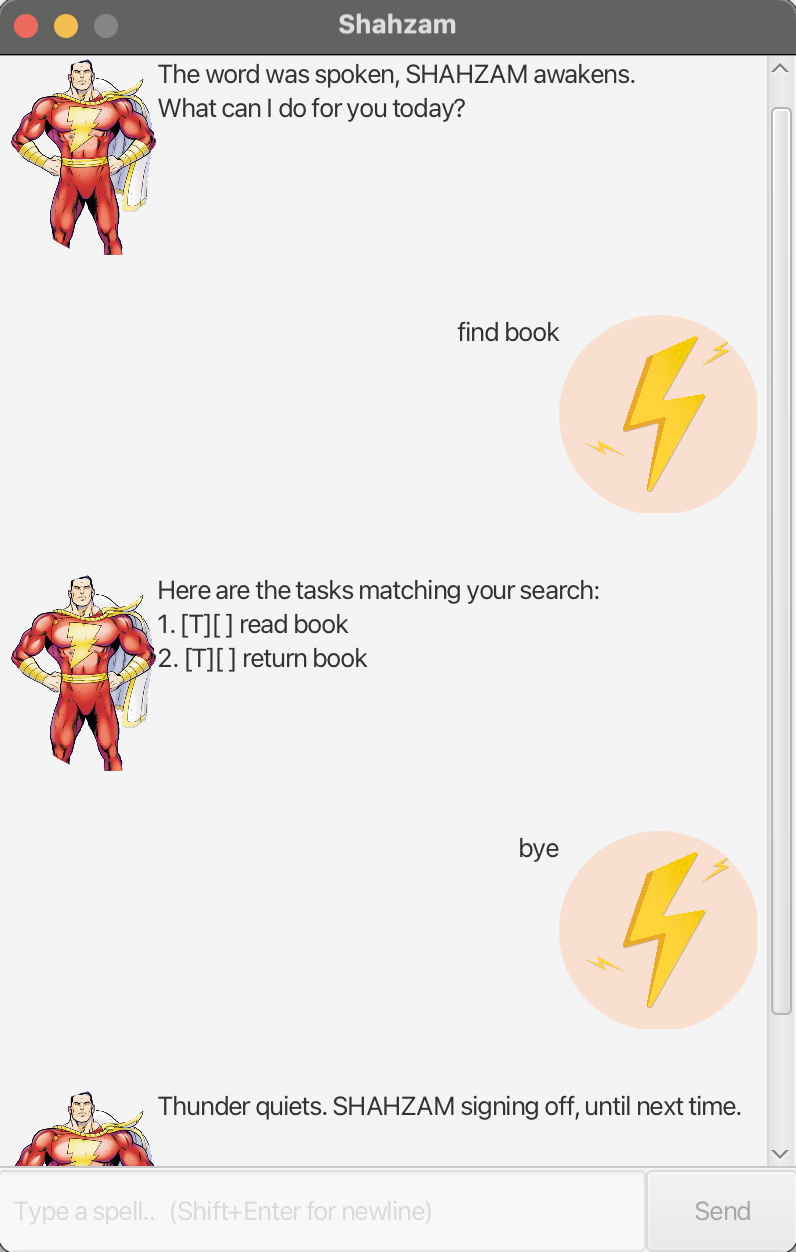 Shahzam
The word was spoken, SHAHZAM awakens.
What can I do for you today?
find book
Here are the tasks matching your search:
1. [T][ ] read book
2. [T][ ] return book
bye
Thunder quiets. SHAHZAM signing off, until next time.
Type a spell.. (Shift+Enter for newline)
Send